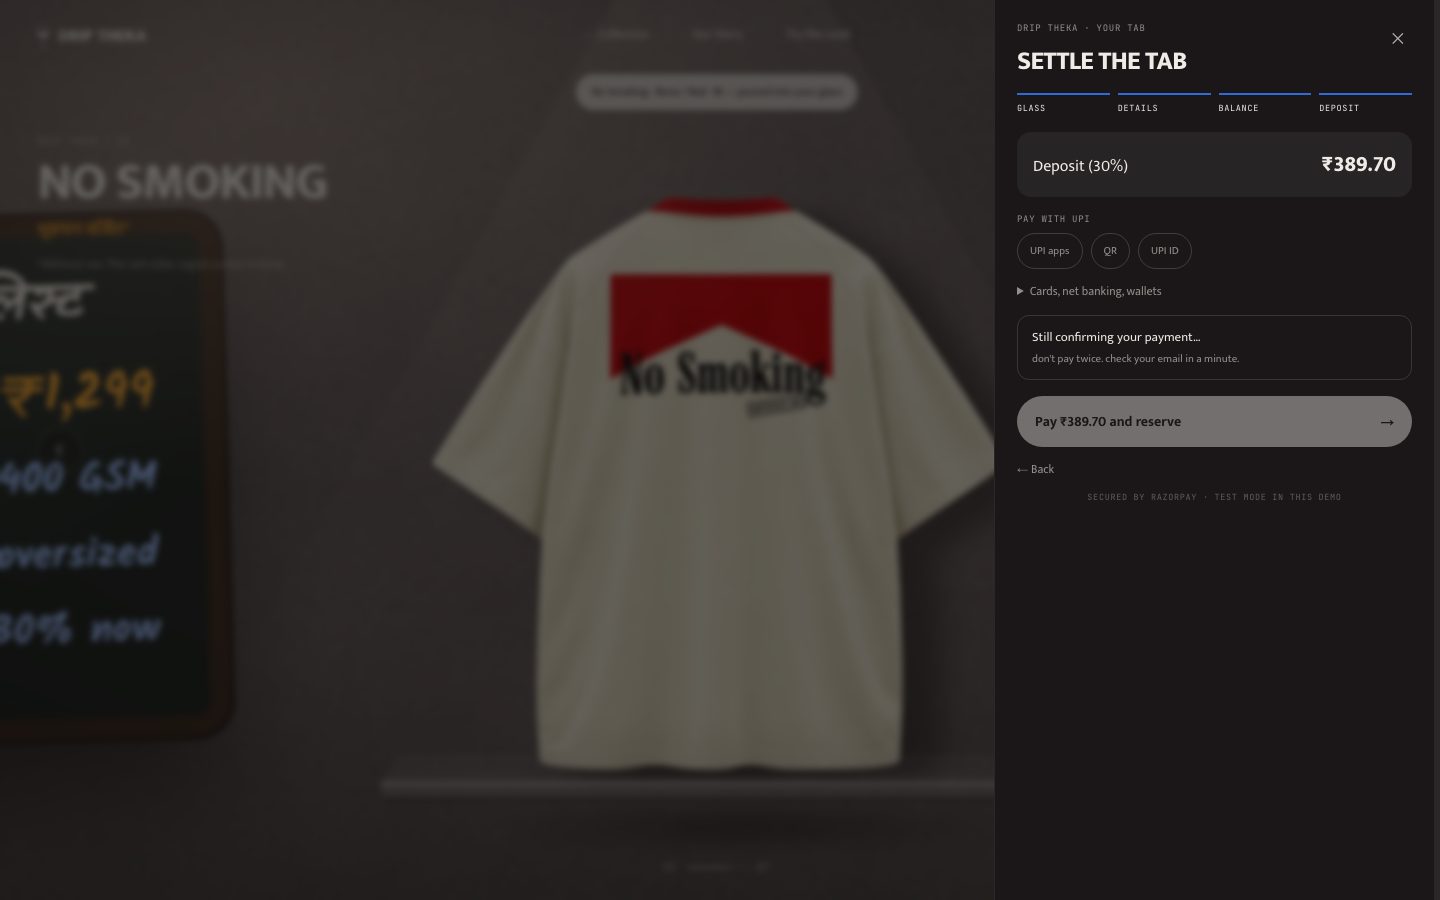 DRIP THEKA
NO SMOKING
लिस्ट
₹1,299
400 GSM
oversized
30% now
No Smoking
DRIP THEKA · YOUR TAB
SETTLE THE TAB
GLASS
DETAILS
BALANCE
DEPOSIT
Deposit (30%)
₹389.70
PAY WITH UPI
UPI apps
QR
UPI ID
Cards, net banking, wallets
Still confirming your payment…
don't pay twice. check your email in a minute.
Pay ₹389.70 and reserve →
← Back
SECURED BY RAZORPAY · TEST MODE IN THIS DEMO